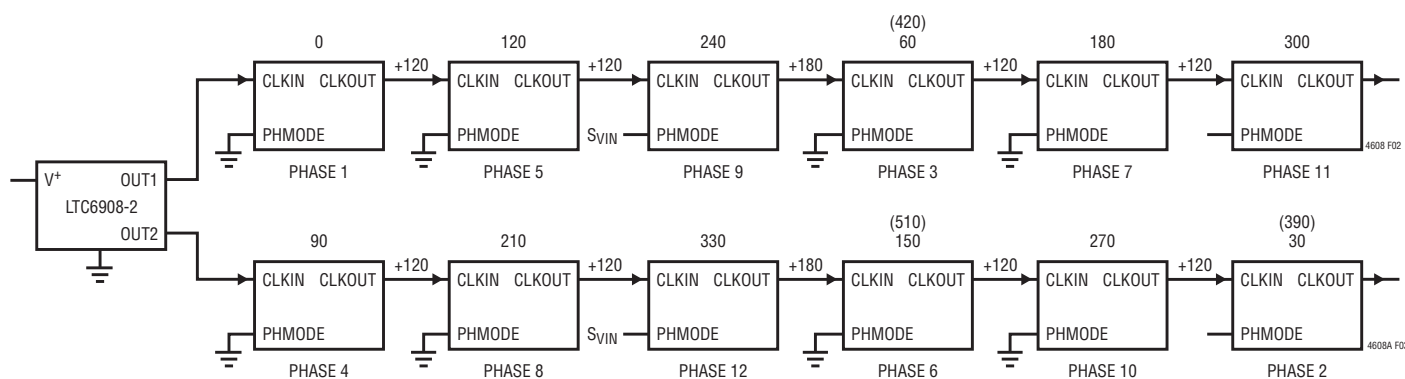 (420)
0 120 240 60 180 300
+120 +120 +180 +120 +120
CLKIN CLKOUT CLKIN CLKOUT CLKIN CLKOUT CLKIN CLKOUT CLKIN CLKOUT CLKIN CLKOUT
PHMODE PHMODE SVIN PHMODE PHMODE PHMODE PHMODE
4608 F02
PHASE 1 PHASE 5 PHASE 9 PHASE 3 PHASE 7 PHASE 11
V+ OUT1
LTC6908-2
OUT2
(510) (390)
90 210 330 150 270 30
+120 +120 +180 +120 +120
CLKIN CLKOUT CLKIN CLKOUT CLKIN CLKOUT CLKIN CLKOUT CLKIN CLKOUT CLKIN CLKOUT
PHMODE PHMODE SVIN PHMODE PHMODE PHMODE PHMODE
4608A
PHASE 4 PHASE 8 PHASE 12 PHASE 6 PHASE 10 PHASE 2